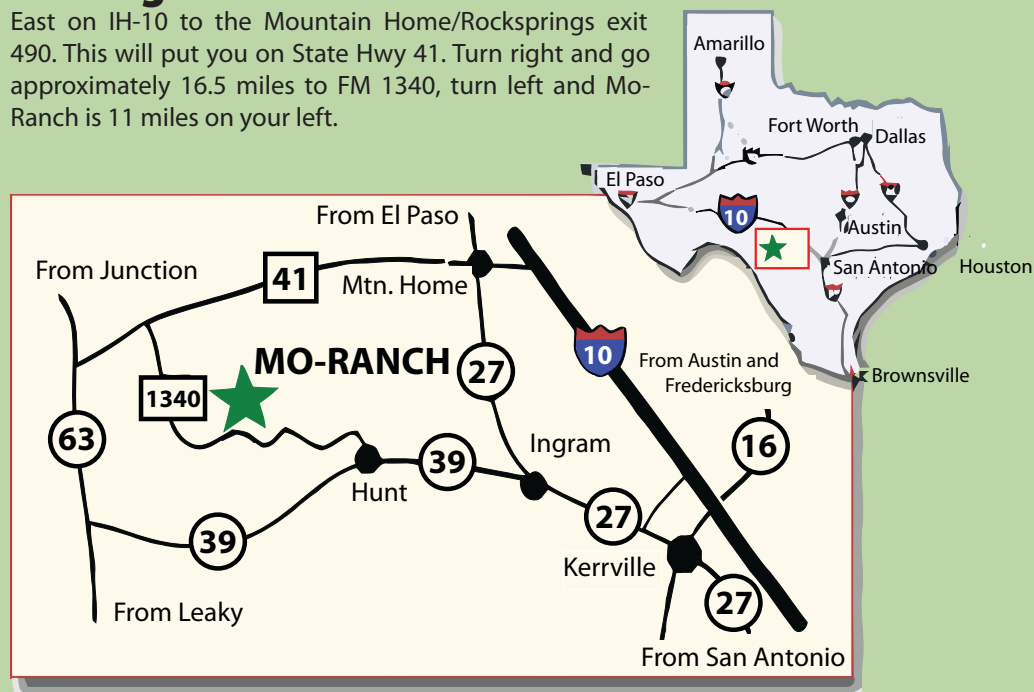 East on IH-10 to the Mountain Home/Rocksprings exit
490. This will put you on State Hwy 41. Turn right and go
approximately 16.5 miles to FM 1340, turn left and Mo-
Ranch is 11 miles on your left.
Amarillo
Fort Worth
Dallas
El Paso
10
Austin
San Antonio
Houston
Brownsville
From El Paso
From Junction
41
Mtn. Home
MO-RANCH
27
10
From Austin and
Fredericksburg
1340
63
Ingram
16
39
Hunt
27
39
Kerrville
27
From Leaky
From San Antonio